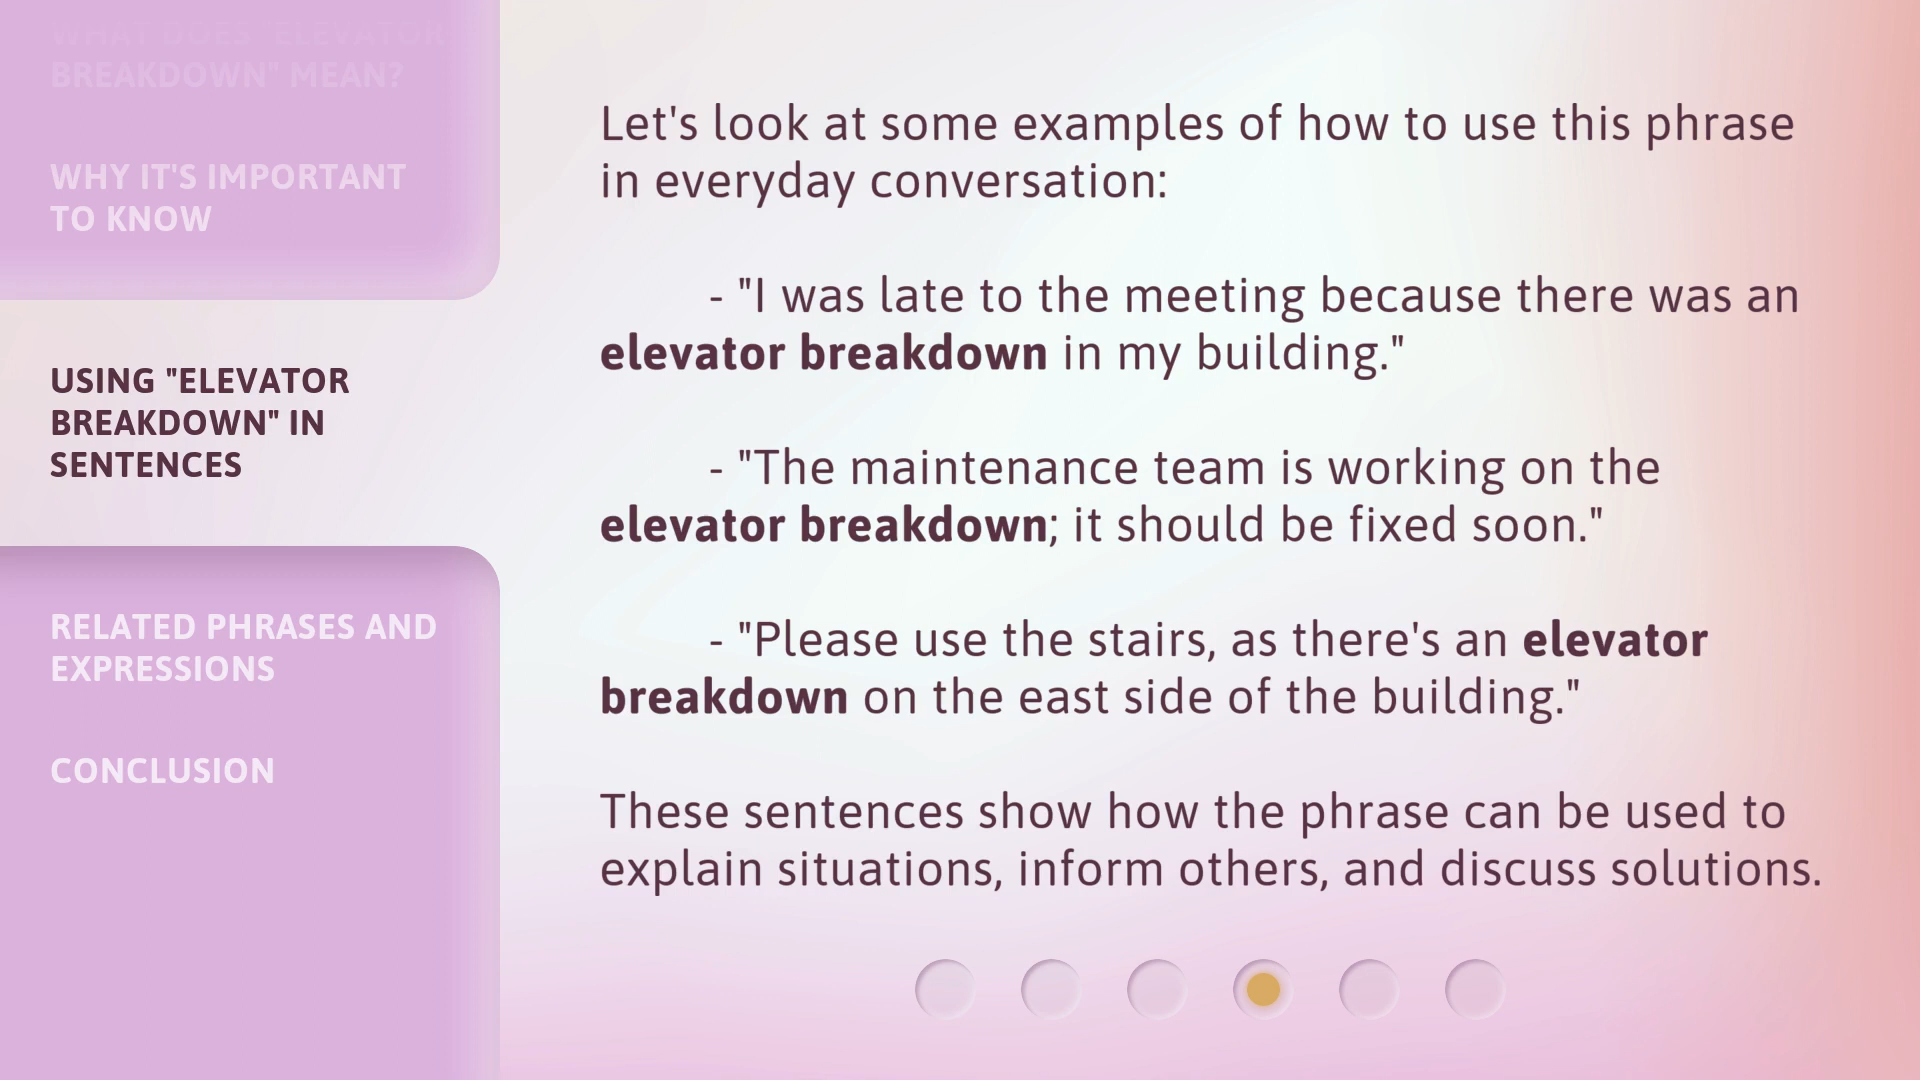 WHAT DOES "ELEVATOR
BREAKDOWN" MEAN?
WHY IT'S IMPORTANT
TO KNOW
USING "ELEVATOR
BREAKDOWN" IN
SENTENCES
RELATED PHRASES AND
EXPRESSIONS
CONCLUSION
Let's look at some examples of how to use this phrase
in everyday conversation:
- "I was late to the meeting because there was an
elevator breakdown in my building."
- "The maintenance team is working on the
elevator breakdown; it should be fixed soon."
- "Please use the stairs, as there's an elevator
breakdown on the east side of the building."
These sentences show how the phrase can be used to
explain situations, inform others, and discuss solutions.